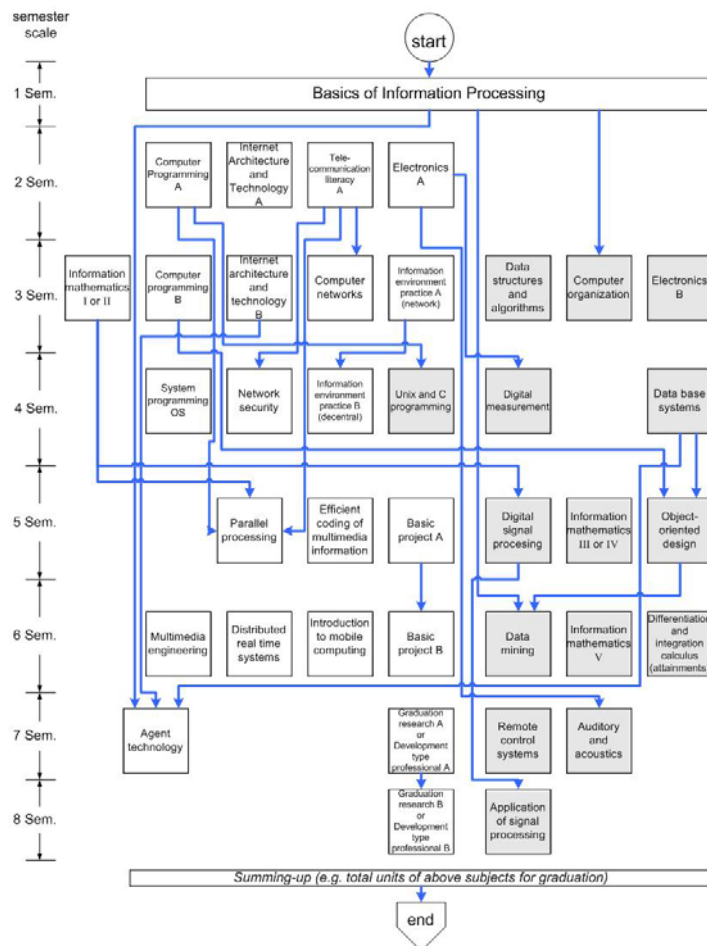 semester
scale
start
1 Sem.
Basics of Information Processing
2 Sem.
Computer
Programming
A
Internet
Architecture
and
Technology
A
Tele-
communication
literacy
A
Electronics
A
3 Sem.
Information
mathematics
I or II
Computer
programming
B
Internet
architecture
and
technology
B
Computer
networks
Information
environment
practice A
(network)
Data
structures
and
algorithms
Computer
organization
Electronics
B
4 Sem.
System
programming
OS
Network
security
Information
environment
practice B
(decentral)
Unix and C
programming
Digital
measurement
Data base
systems
5 Sem.
Parallel
processing
Efficient
coding of
multimedia
information
Basic
project A
Digital
signal
procesing
Information
mathematics
III or IV
Object-
oriented
design
6 Sem.
Multimedia
engineering
Distributed
real time
systems
Introduction
to mobile
computing
Basic
project B
Data
mining
Information
mathematics
V
Differentiation
and
integration
calculus
(attainments)
7 Sem.
Agent
technology
Graduation
research A
or
Development
type
professional A
Remote
control
systems
Auditory
and
acoustics
8 Sem.
Graduation
research B
or
Development
type
professional B
Application
of signal
processing
Summing-up (e.g. total units of above subjects for graduation)
end